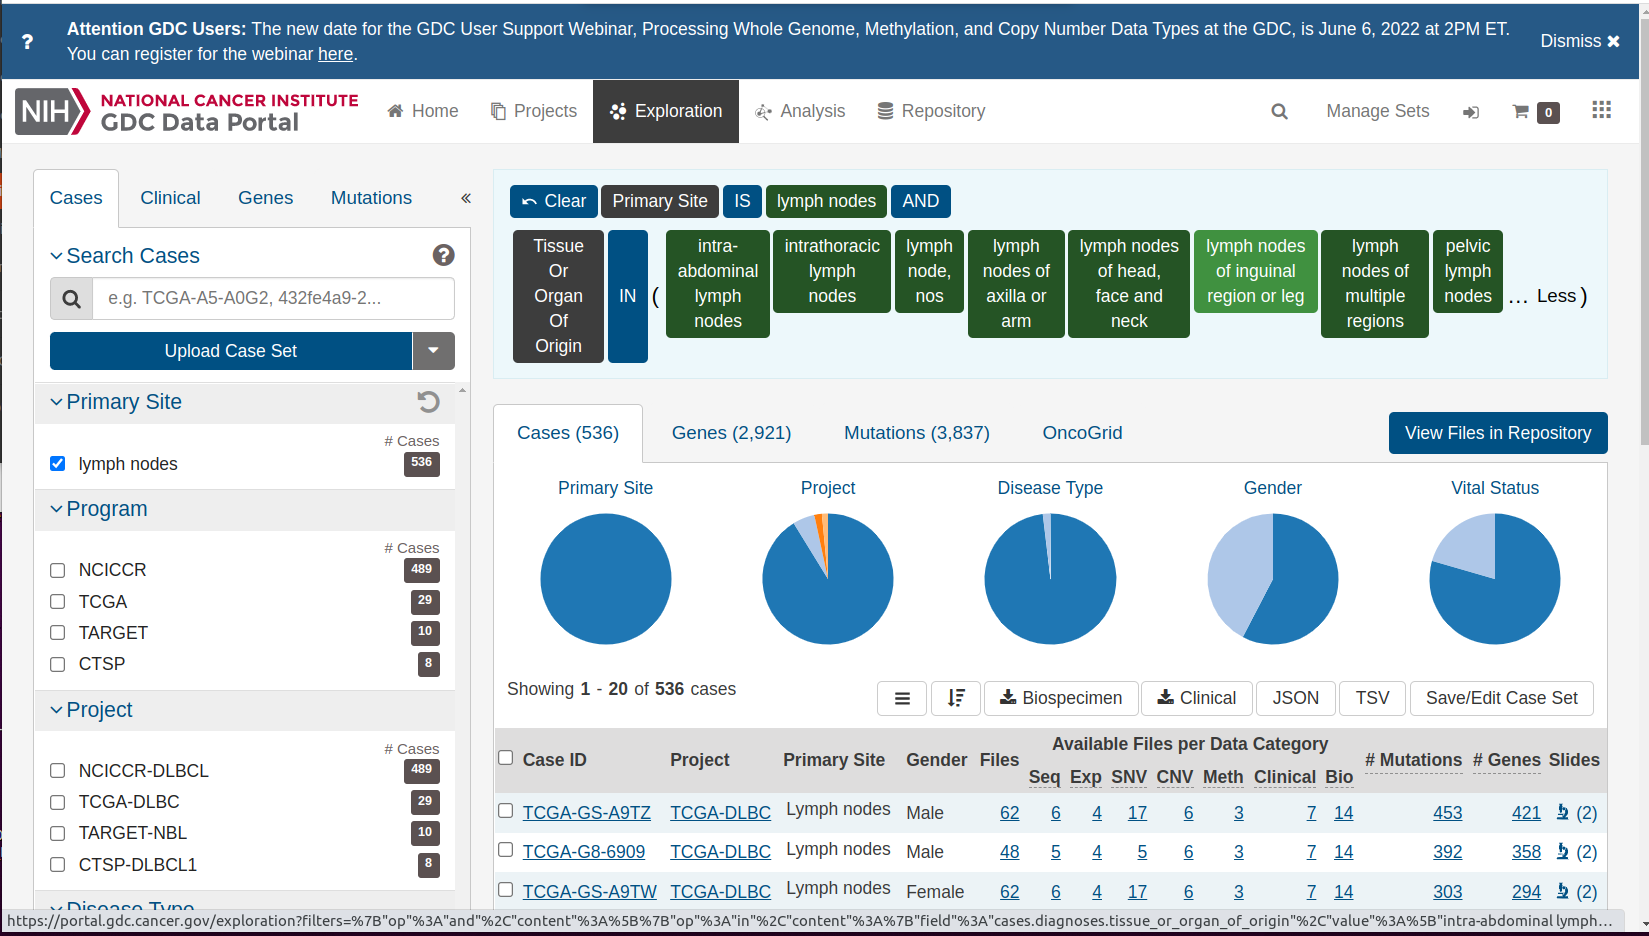 Attention GDC Users: The new date for the GDC User Support Webinar, Processing Whole Genome, Methylation, and Copy Number Data Types at the GDC, is June 6, 2022 at 2PM ET.
You can register for the webinar here.
Dismiss ✖
?
NIH NATIONAL CANCER INSTITUTE
GDC Data Portal
Home Projects Exploration Analysis Repository Manage Sets 0
Cases Clinical Genes Mutations «
Search Cases ?
e.g. TCGA-A5-A0G2, 432fe4a9-2...
Upload Case Set
Primary Site
# Cases
lymph nodes 536
Program
# Cases
NCICCR 489
TCGA 29
TARGET 10
CTSP 8
Project
# Cases
NCICCR-DLBCL 489
TCGA-DLBC 29
TARGET-NBL 10
CTSP-DLBCL1 8
Disease Type
Clear Primary Site IS lymph nodes AND
Tissue
Or
Organ
Of
Origin
IN
(
intra-
abdominal
lymph
nodes
intrathoracic
lymph
nodes
lymph
node,
nos
lymph
nodes of
axilla or
arm
lymph nodes
of head,
face and
neck
lymph nodes
of inguinal
region or leg
lymph
nodes of
multiple
regions
pelvic
lymph
nodes
... Less )
Cases (536) Genes (2,921) Mutations (3,837) OncoGrid View Files in Repository
Primary Site Project Disease Type Gender Vital Status
Showing 1 - 20 of 536 cases
Biospecimen Clinical JSON TSV Save/Edit Case Set
Available Files per Data Category
Case ID Project Primary Site Gender Files Seq Exp SNV CNV Meth Clinical Bio # Mutations # Genes Slides
TCGA-GS-A9TZ TCGA-DLBC Lymph nodes Male 62 6 4 17 6 3 7 14 453 421 (2)
TCGA-G8-6909 TCGA-DLBC Lymph nodes Male 48 5 4 5 6 3 7 14 392 358 (2)
TCGA-GS-A9TW TCGA-DLBC Lymph nodes Female 62 6 4 17 6 3 7 14 303 294 (2)
https://portal.gdc.cancer.gov/exploration?filters=%7B"op"%3A"and"%2C"content"%3A%5B%7B"op"%3A"in"%2C"content"%3A%7B"field"%3A"cases.diagnoses.tissue_or_organ_of_origin"%2C"value"%3A%5B"intra-abdominal lymph...